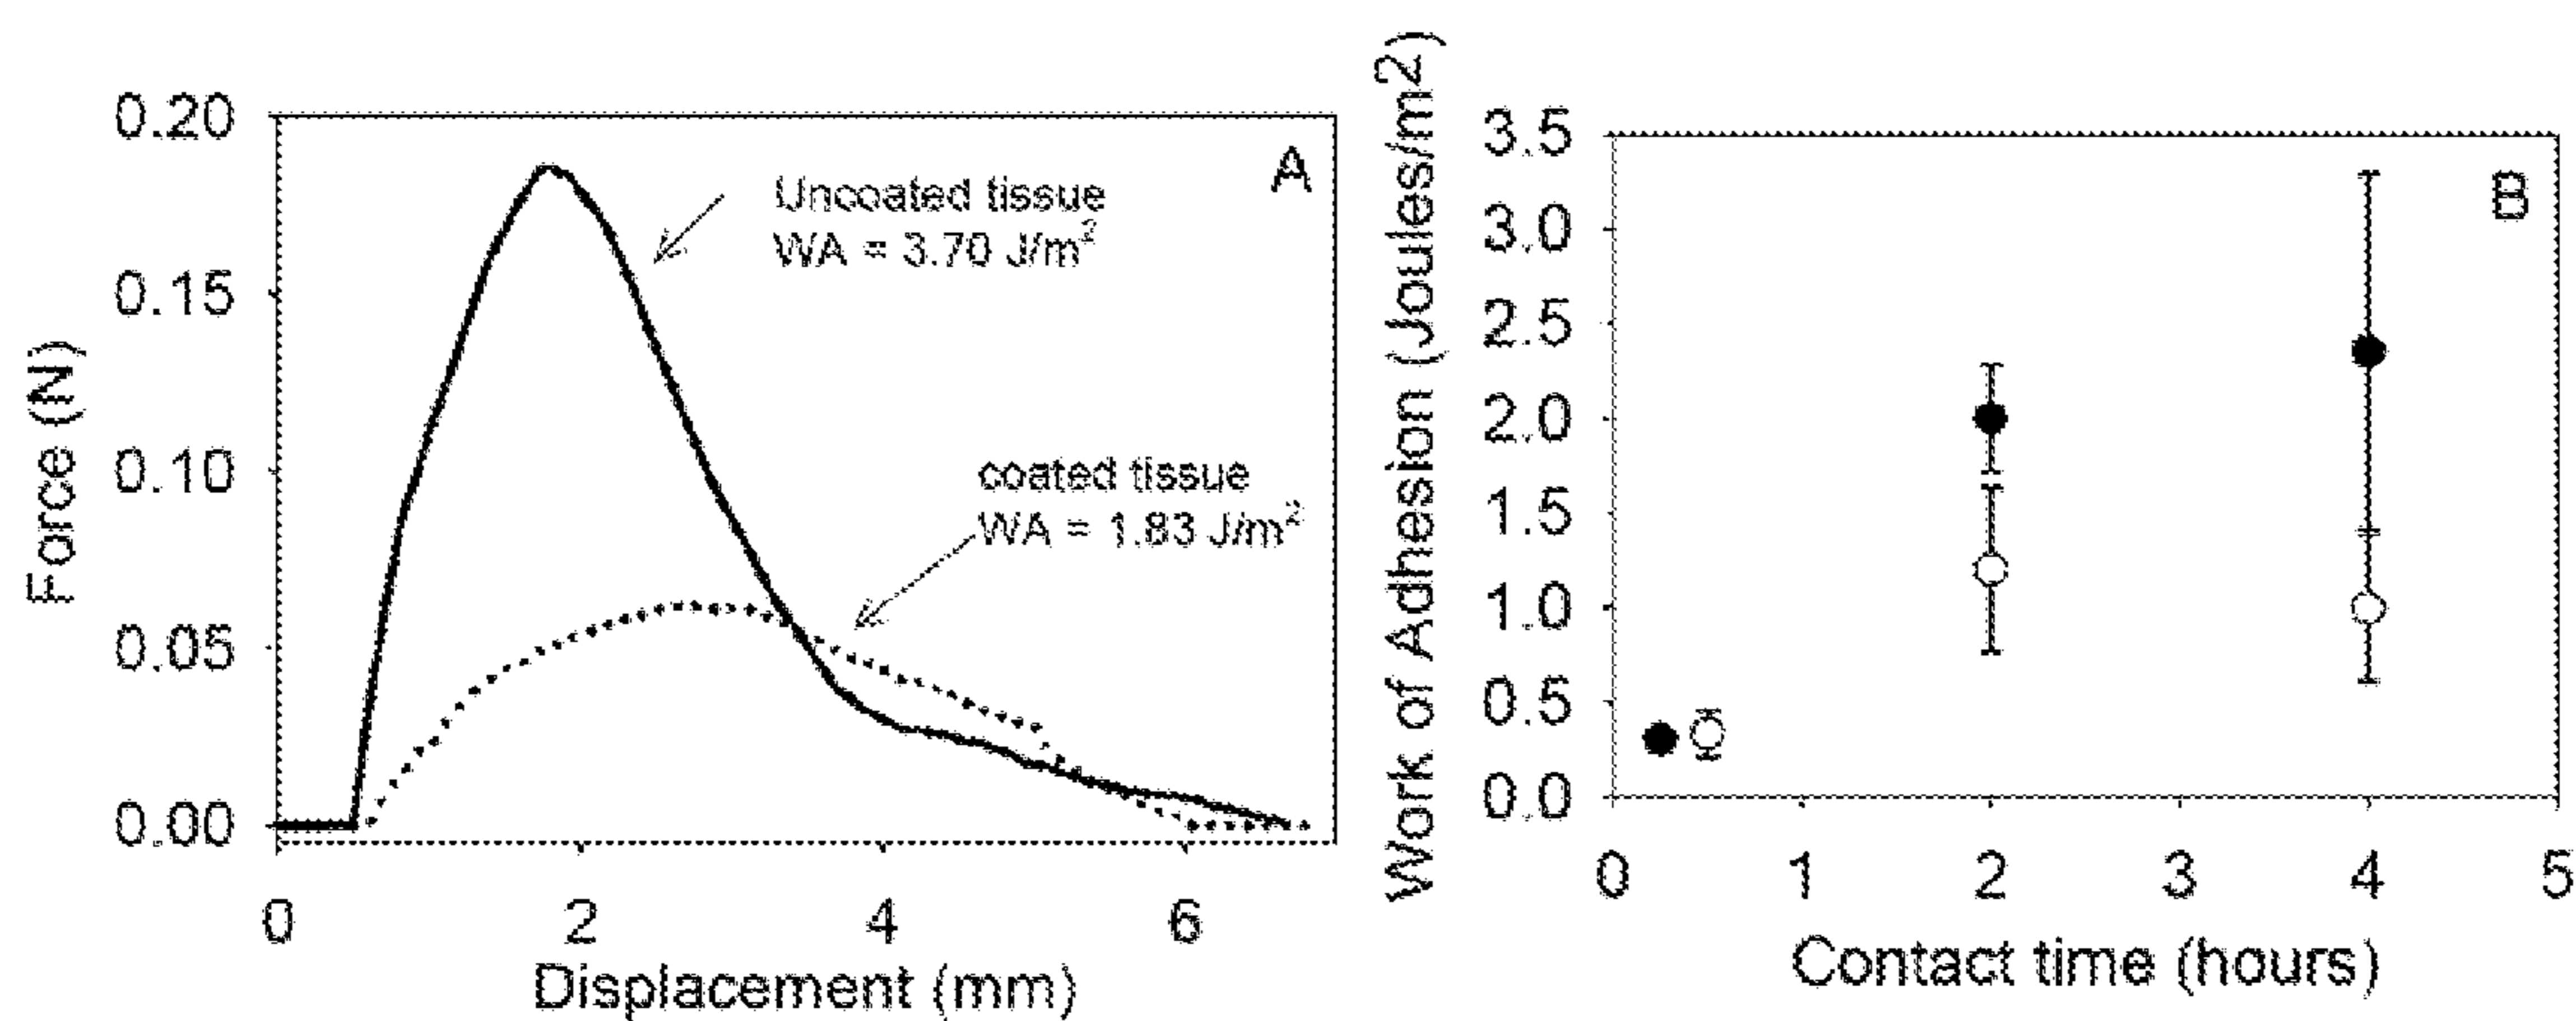 0.20
0.15
0.10
0.05
0.00
Force (N)
0
2
4
6
Displacement (mm)
A
Uncoated tissue
WA = 3.70 J/m²
coated tissue
WA = 1.83 J/m²
Work of Adhesion (Joules/m2)
3.5
3.0
2.5
2.0
1.5
1.0
0.5
0.0
0
1
2
3
4
5
Contact time (hours)
B